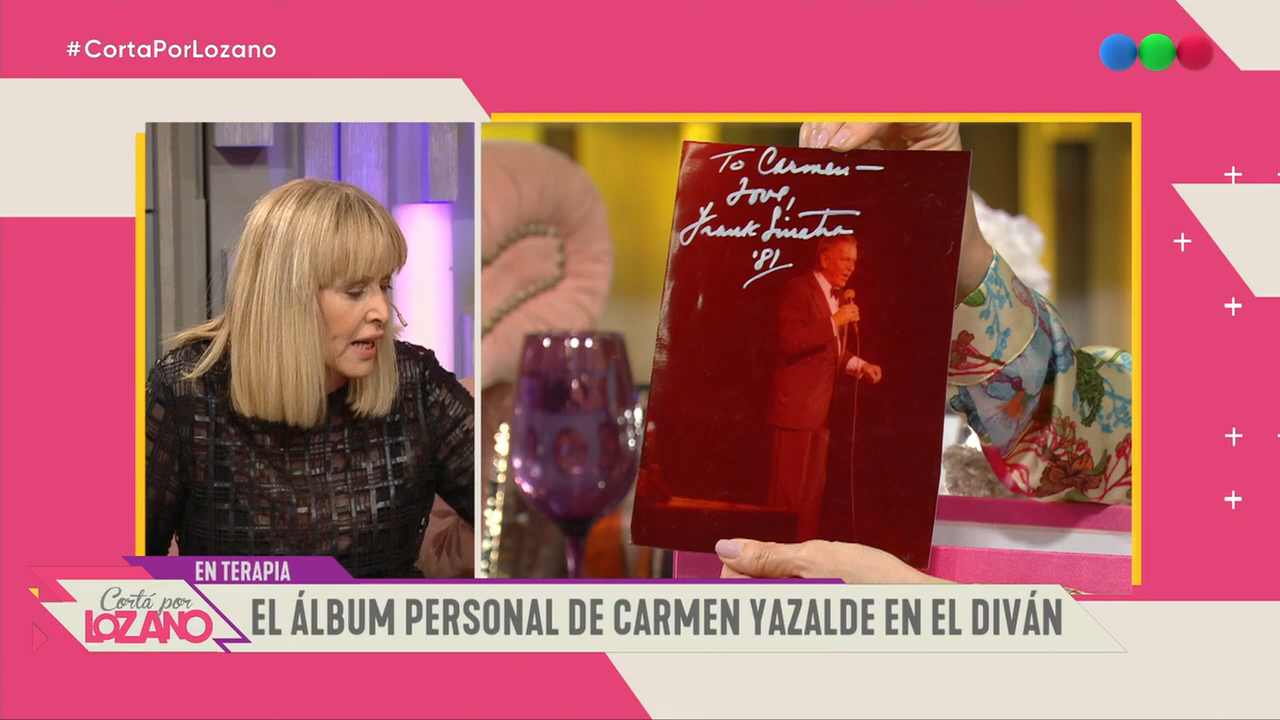 #CortaPorLozano
To Carmen—
Love,
Frank Sinatra
'81
EN TERAPIA
Cortá por
LOZANO
EL ÁLBUM PERSONAL DE CARMEN YAZALDE EN EL DIVÁN